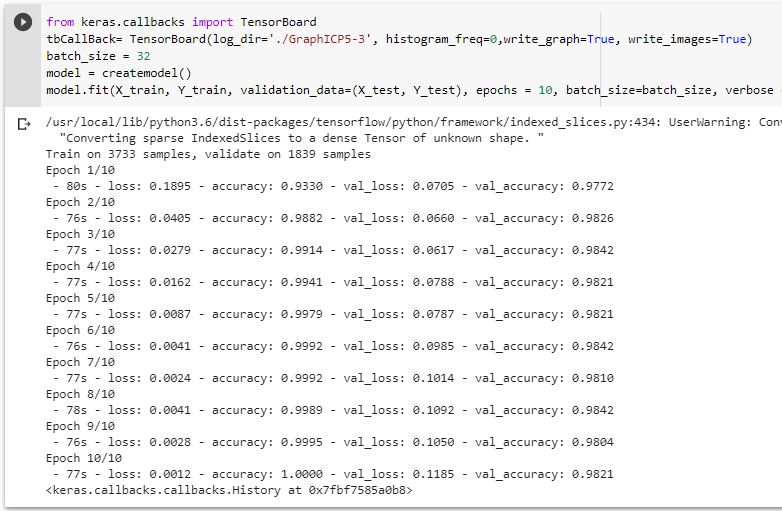 from keras.callbacks import TensorBoard
tbCallBack= TensorBoard(log_dir='./GraphICP5-3', histogram_freq=0,write_graph=True, write_images=True)
batch_size = 32
model = createmodel()
model.fit(X_train, Y_train, validation_data=(X_test, Y_test), epochs = 10, batch_size=batch_size, verbose
/usr/local/lib/python3.6/dist-packages/tensorflow/python/framework/indexed_slices.py:434: UserWarning:
"Converting sparse IndexedSlices to a dense Tensor of unknown shape. "
Train on 3733 samples, validate on 1839 samples
Epoch 1/10
- 80s - loss: 0.1895 - accuracy: 0.9330 - val_loss: 0.0705 - val_accuracy: 0.9772
Epoch 2/10
- 76s - loss: 0.0405 - accuracy: 0.9882 - val_loss: 0.0660 - val_accuracy: 0.9826
Epoch 3/10
- 77s - loss: 0.0279 - accuracy: 0.9914 - val_loss: 0.0617 - val_accuracy: 0.9842
Epoch 4/10
- 77s - loss: 0.0162 - accuracy: 0.9941 - val_loss: 0.0788 - val_accuracy: 0.9821
Epoch 5/10
- 77s - loss: 0.0087 - accuracy: 0.9979 - val_loss: 0.0787 - val_accuracy: 0.9821
Epoch 6/10
- 76s - loss: 0.0041 - accuracy: 0.9992 - val_loss: 0.0985 - val_accuracy: 0.9842
Epoch 7/10
- 77s - loss: 0.0024 - accuracy: 0.9992 - val_loss: 0.1014 - val_accuracy: 0.9810
Epoch 8/10
- 78s - loss: 0.0041 - accuracy: 0.9989 - val_loss: 0.1092 - val_accuracy: 0.9842
Epoch 9/10
- 76s - loss: 0.0028 - accuracy: 0.9995 - val_loss: 0.1050 - val_accuracy: 0.9804
Epoch 10/10
- 77s - loss: 0.0012 - accuracy: 1.0000 - val_loss: 0.1185 - val_accuracy: 0.9821
<keras.callbacks.callbacks.History at 0x7fbf7585a0b8>